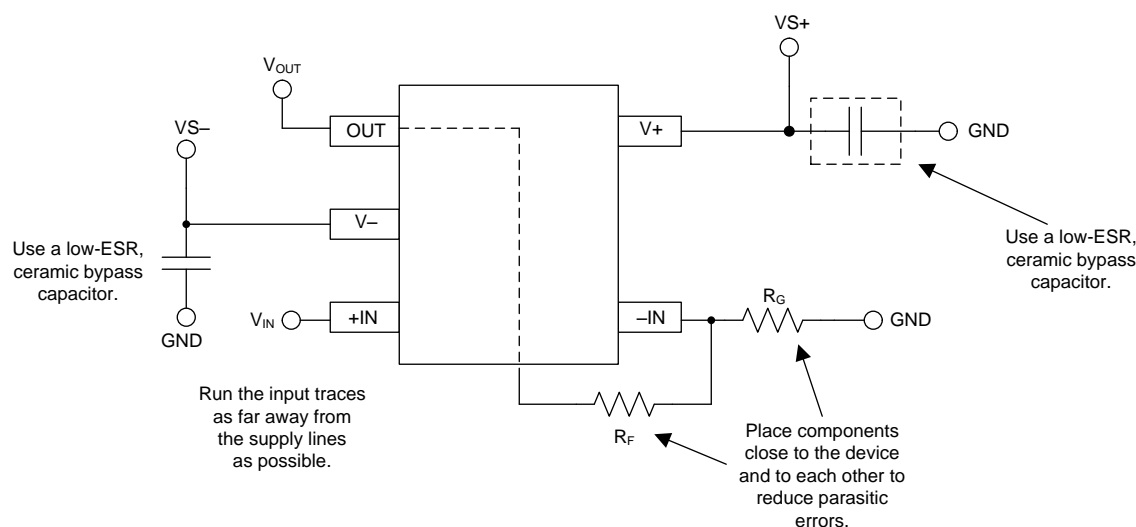 VS+
VOUT
VS–
OUT
V+
GND
V–
Use a low-ESR,
ceramic bypass
capacitor.
Use a low-ESR,
ceramic bypass
capacitor.
GND
VIN
+IN
–IN
RG
GND
Run the input traces
as far away from
the supply lines
as possible.
RF
Place components
close to the device
and to each other to
reduce parasitic
errors.